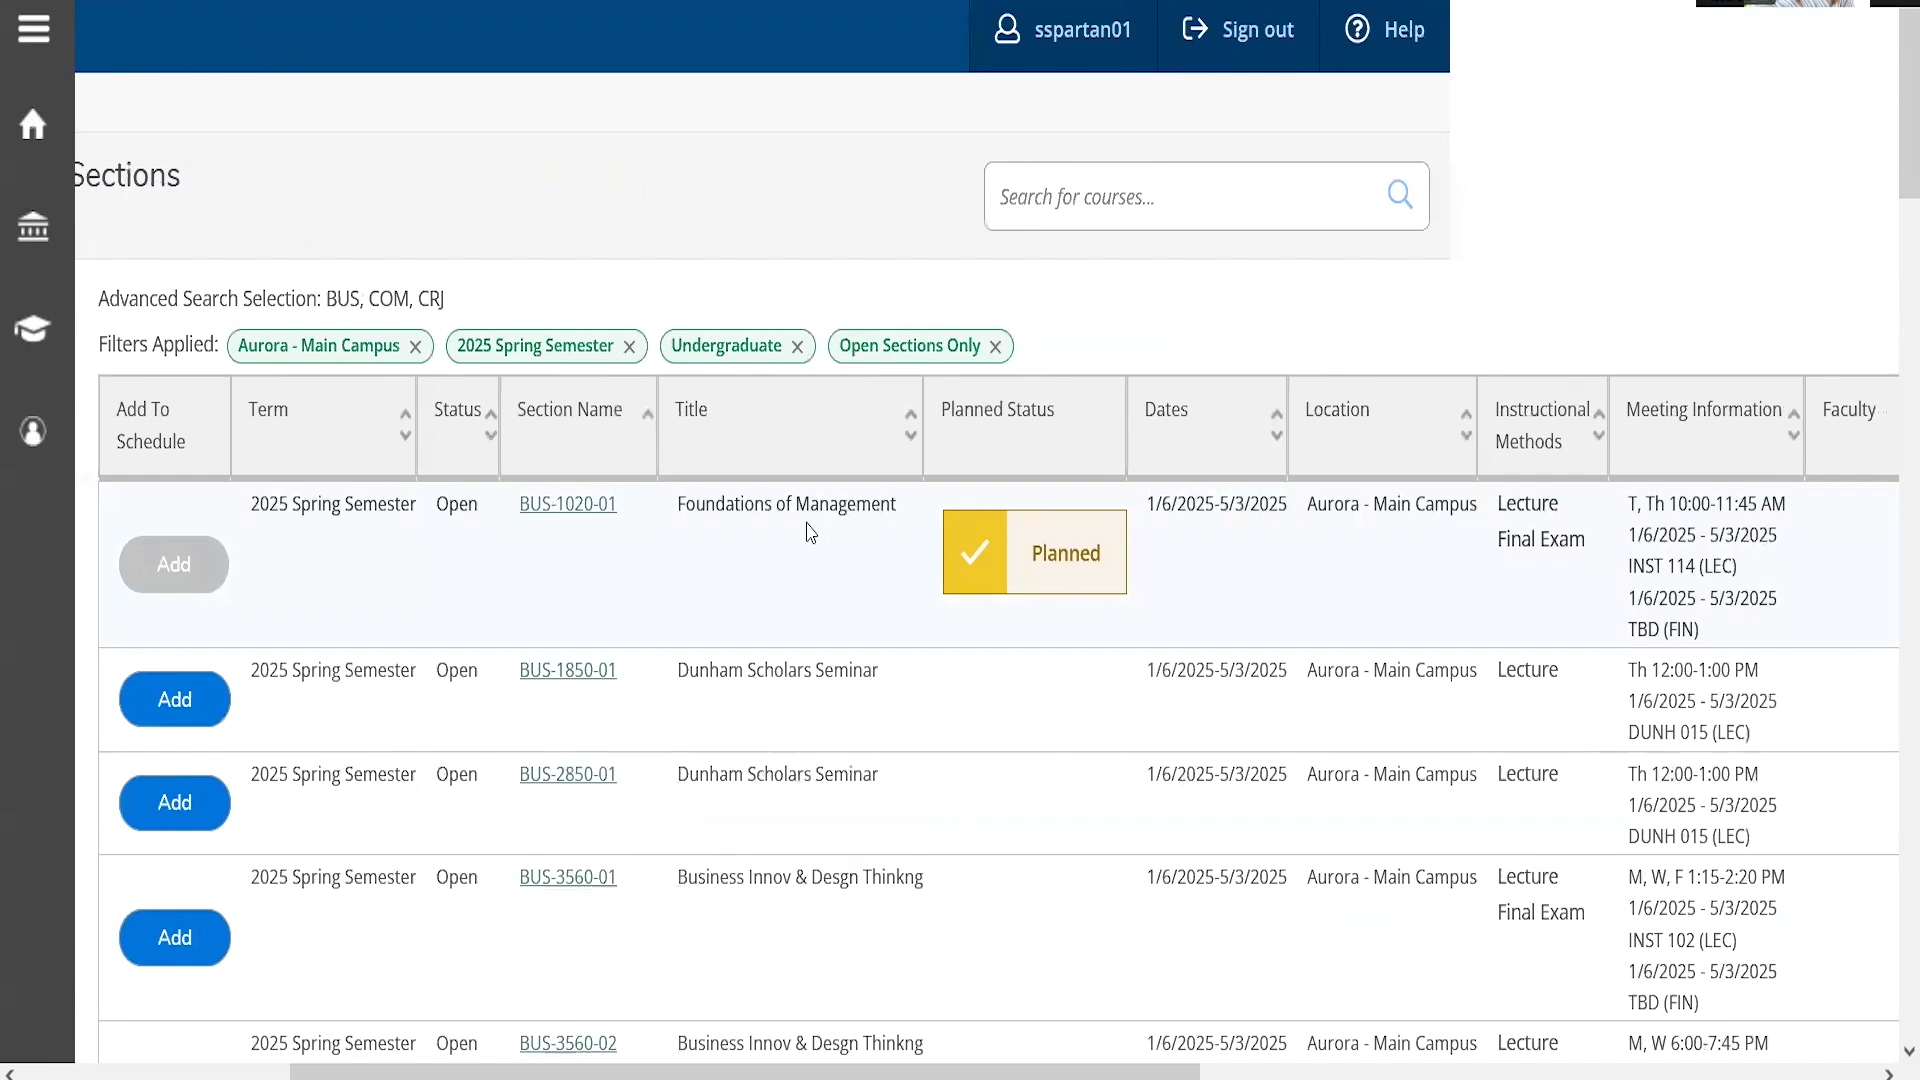 sspartan01 Sign out Help
Sections
Search for courses...
Advanced Search Selection: BUS, COM, CRJ
Filters Applied: Aurora - Main Campus 2025 Spring Semester Undergraduate Open Sections Only
Add To Schedule Term Status Section Name Title Planned Status Dates Location Instructional Methods Meeting Information Faculty
Add 2025 Spring Semester Open BUS-1020-01 Foundations of Management Planned 1/6/2025-5/3/2025 Aurora - Main Campus Lecture T, Th 10:00-11:45 AM
Final Exam 1/6/2025 - 5/3/2025
INST 114 (LEC)
1/6/2025 - 5/3/2025
TBD (FIN)
Add 2025 Spring Semester Open BUS-1850-01 Dunham Scholars Seminar 1/6/2025-5/3/2025 Aurora - Main Campus Lecture Th 12:00-1:00 PM
1/6/2025 - 5/3/2025
DUNH 015 (LEC)
Add 2025 Spring Semester Open BUS-2850-01 Dunham Scholars Seminar 1/6/2025-5/3/2025 Aurora - Main Campus Lecture Th 12:00-1:00 PM
1/6/2025 - 5/3/2025
DUNH 015 (LEC)
Add 2025 Spring Semester Open BUS-3560-01 Business Innov & Desgn Thinkng 1/6/2025-5/3/2025 Aurora - Main Campus Lecture M, W, F 1:15-2:20 PM
Final Exam 1/6/2025 - 5/3/2025
INST 102 (LEC)
1/6/2025 - 5/3/2025
TBD (FIN)
2025 Spring Semester Open BUS-3560-02 Business Innov & Desgn Thinkng 1/6/2025-5/3/2025 Aurora - Main Campus Lecture M, W 6:00-7:45 PM